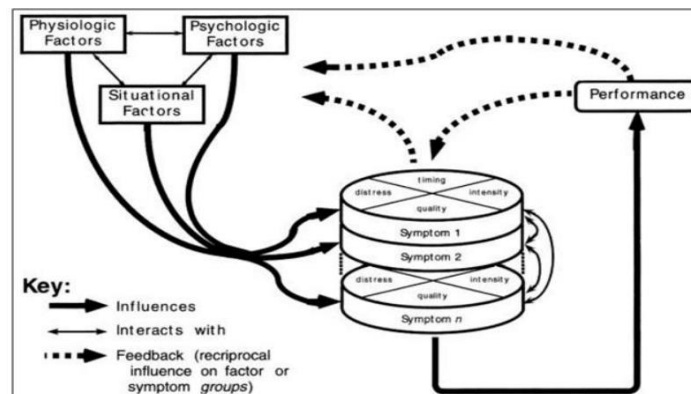 Physiologic
Factors
Psychologic
Factors
Situational
Factors
Performance
timing
distress
intensity
quality
Symptom 1
Symptom 2
distress
intensity
quality
Symptom n
Key:
Influences
Interacts with
Feedback (reciprocal
influence on factor or
symptom groups)